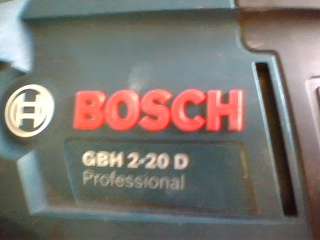 BOSCH
GBH 2-20 D
Professional